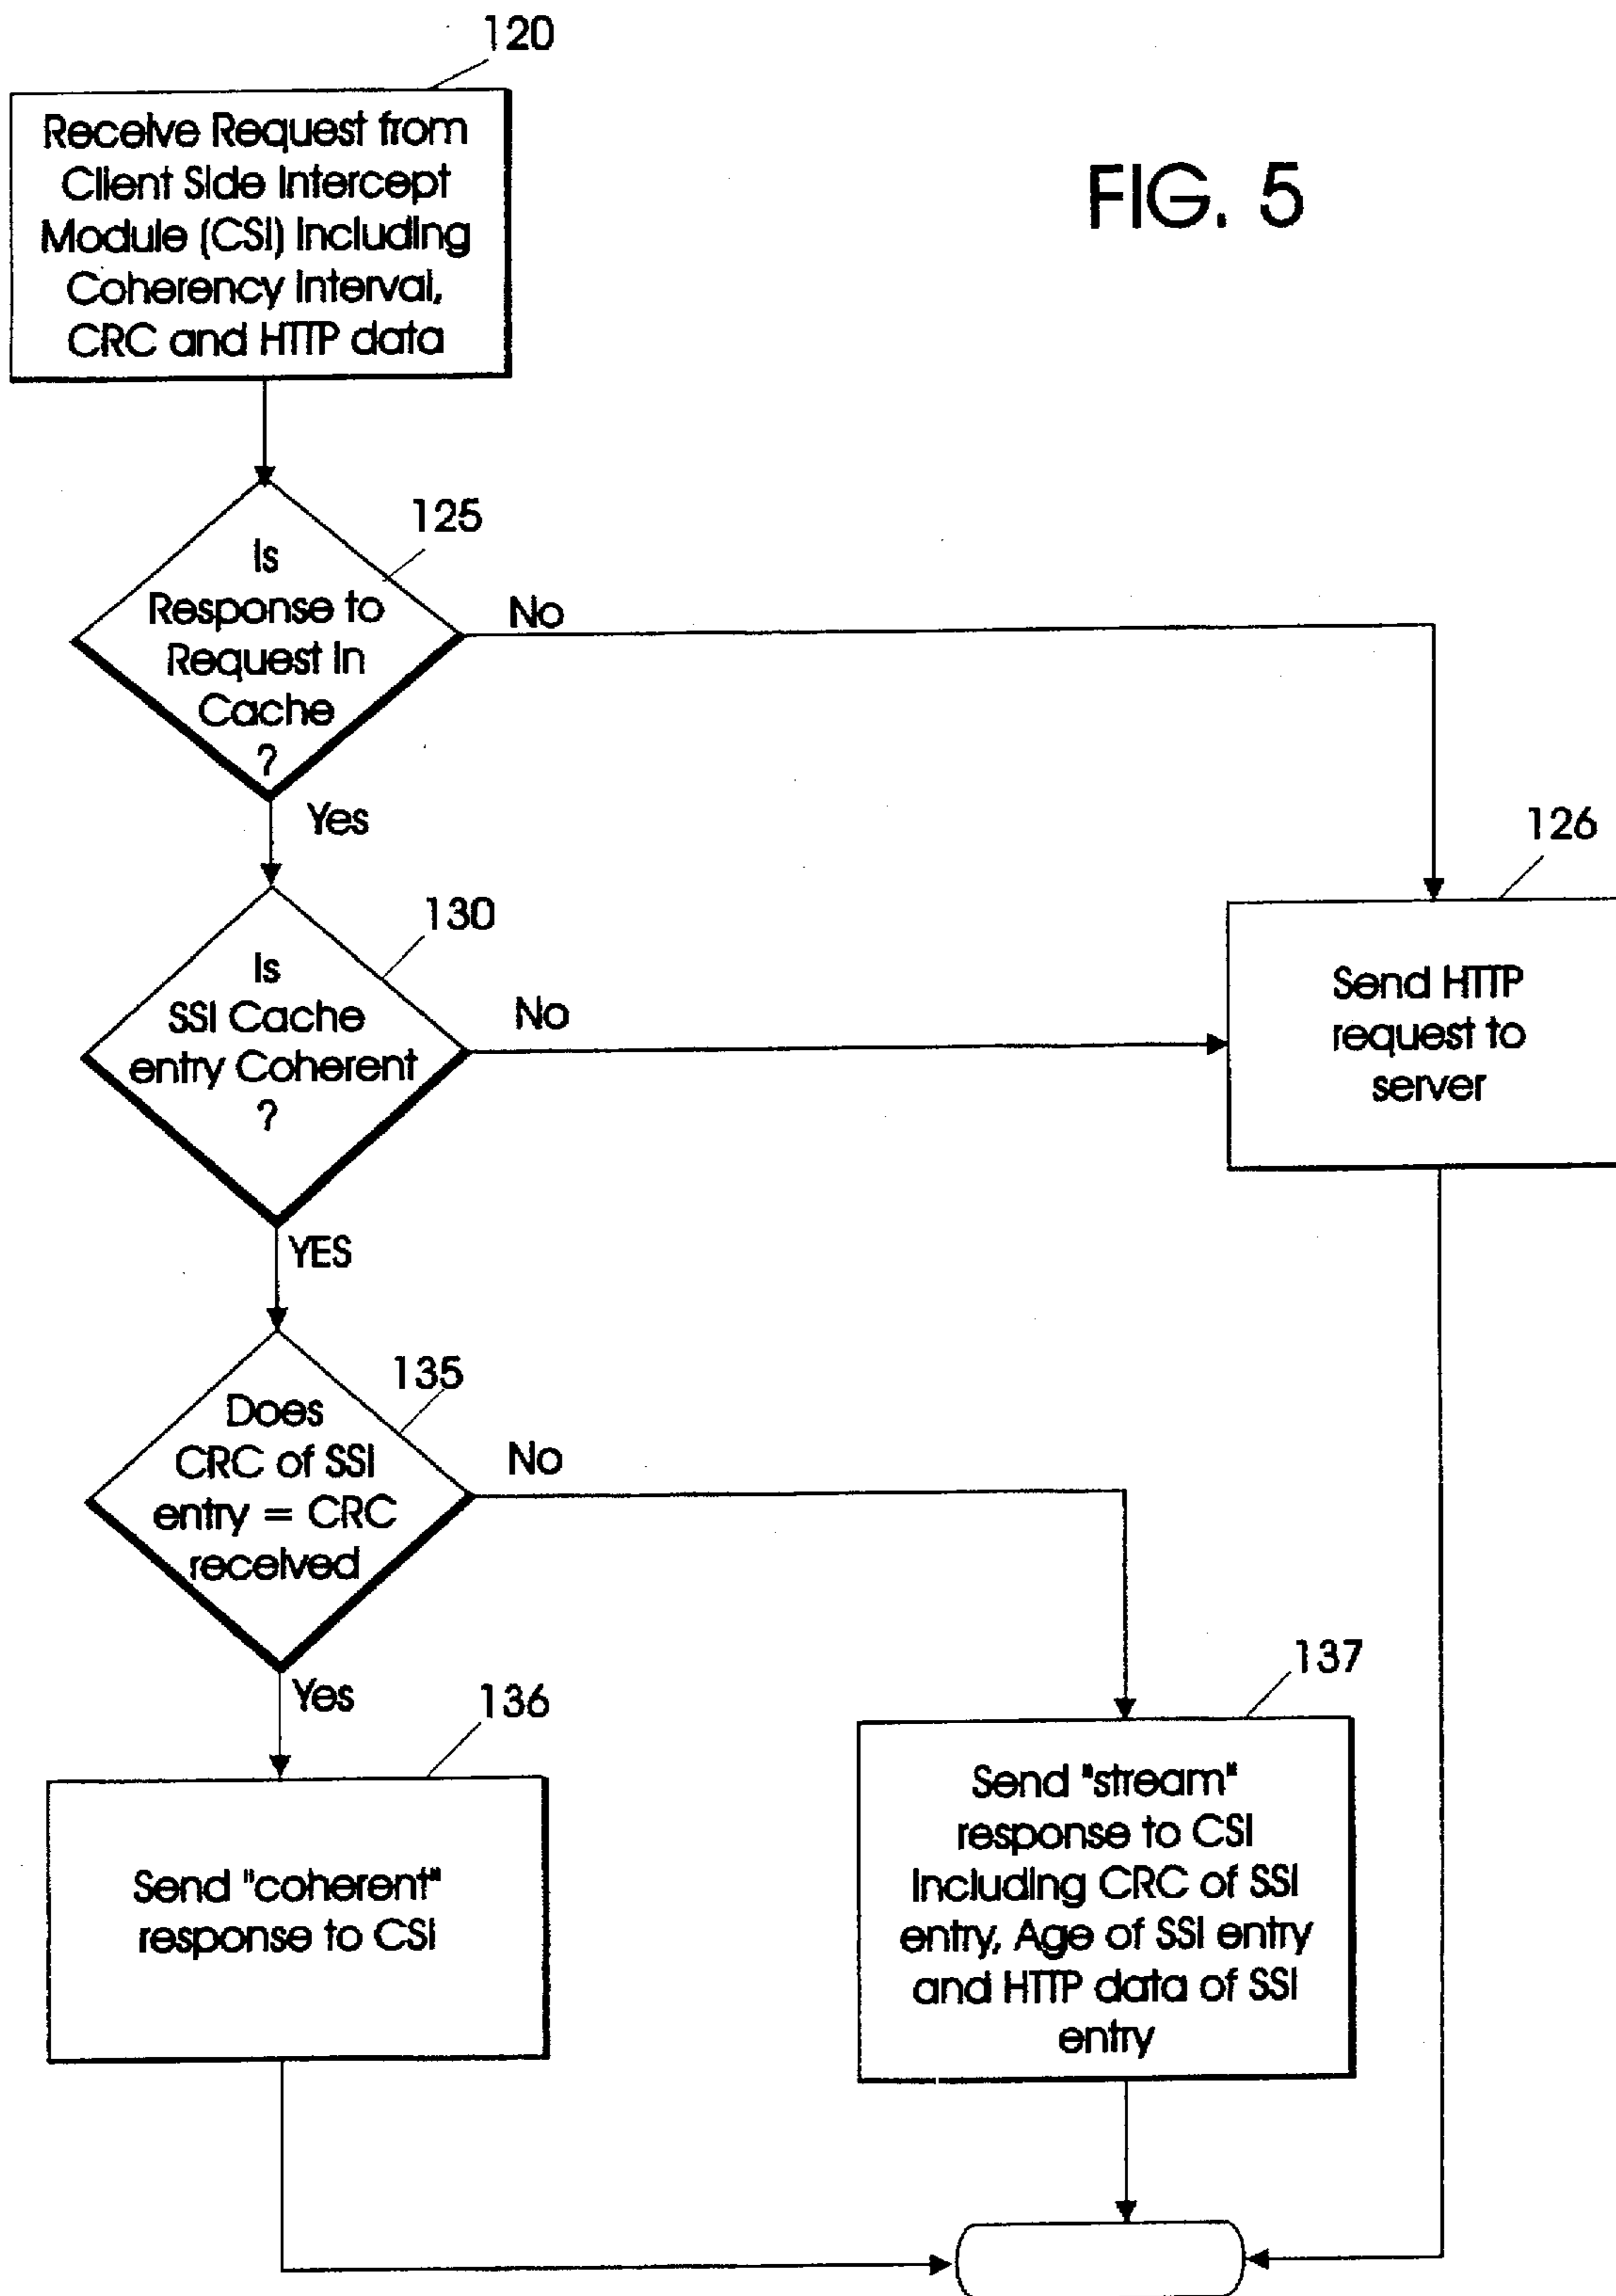 120
Receive Request from
Client Side Intercept
Module (CSI) Including
Coherency Interval,
CRC and HTTP data
FIG. 5
125
Is
Response to
Request In
Cache
?
No
Yes
126
Send HTTP
request to
server
130
Is
SSI Cache
entry Coherent
?
No
YES
135
Does
CRC of SSI
entry = CRC
received
No
Yes
136
Send "coherent"
response to CSI
137
Send "stream"
response to CSI
Including CRC of SSI
entry, Age of SSI entry
and HTTP data of SSI
entry